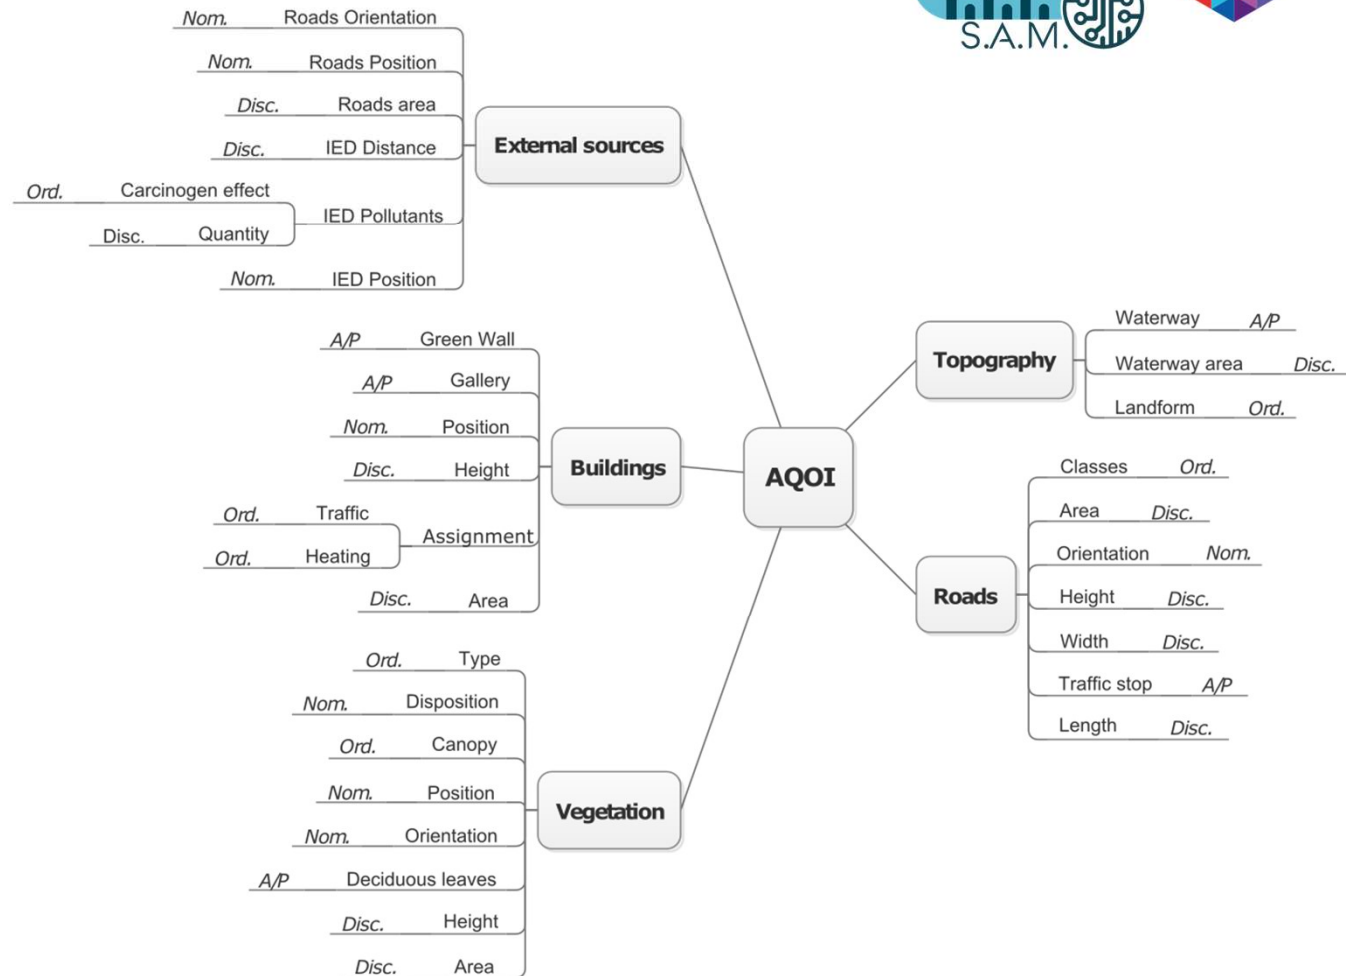 S.A.M.
Nom. Roads Orientation
Nom. Roads Position
Disc. Roads area
Disc. IED Distance
Ord. Carcinogen effect
Disc. Quantity
IED Pollutants
Nom. IED Position
External sources
A/P Green Wall
A/P Gallery
Nom. Position
Disc. Height
Ord. Traffic
Ord. Heating
Assignment
Disc. Area
Buildings
Ord. Type
Nom. Disposition
Ord. Canopy
Nom. Position
Nom. Orientation
A/P Deciduous leaves
Disc. Height
Disc. Area
Vegetation
AQOI
Topography
Waterway A/P
Waterway area Disc.
Landform Ord.
Roads
Classes Ord.
Area Disc.
Orientation Nom.
Height Disc.
Width Disc.
Traffic stop A/P
Length Disc.